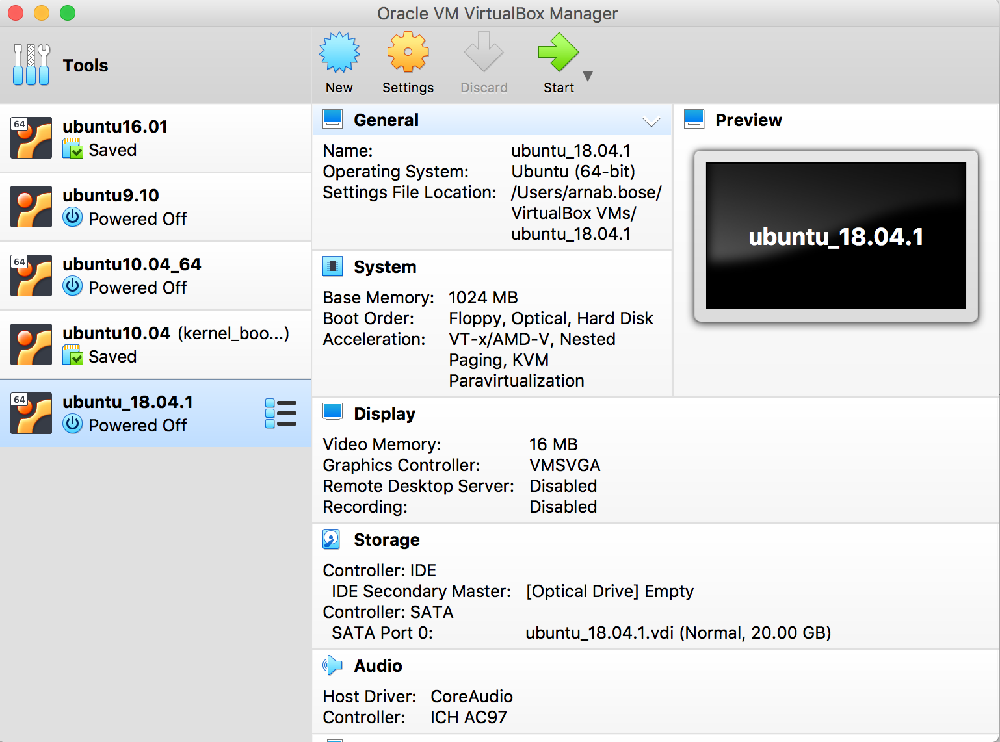 Oracle VM VirtualBox Manager
Tools
New
Settings
Discard
Start
64
ubuntu16.01
Saved
ubuntu9.10
Powered Off
64
ubuntu10.04_64
Powered Off
ubuntu10.04 (kernel_boo...)
Saved
64
ubuntu_18.04.1
Powered Off
General
Name: ubuntu_18.04.1
Operating System: Ubuntu (64-bit)
Settings File Location: /Users/arnab.bose/
VirtualBox VMs/
ubuntu_18.04.1
Preview
ubuntu_18.04.1
System
Base Memory: 1024 MB
Boot Order: Floppy, Optical, Hard Disk
Acceleration: VT-x/AMD-V, Nested
Paging, KVM
Paravirtualization
Display
Video Memory: 16 MB
Graphics Controller: VMSVGA
Remote Desktop Server: Disabled
Recording: Disabled
Storage
Controller: IDE
IDE Secondary Master: [Optical Drive] Empty
Controller: SATA
SATA Port 0: ubuntu_18.04.1.vdi (Normal, 20.00 GB)
Audio
Host Driver: CoreAudio
Controller: ICH AC97